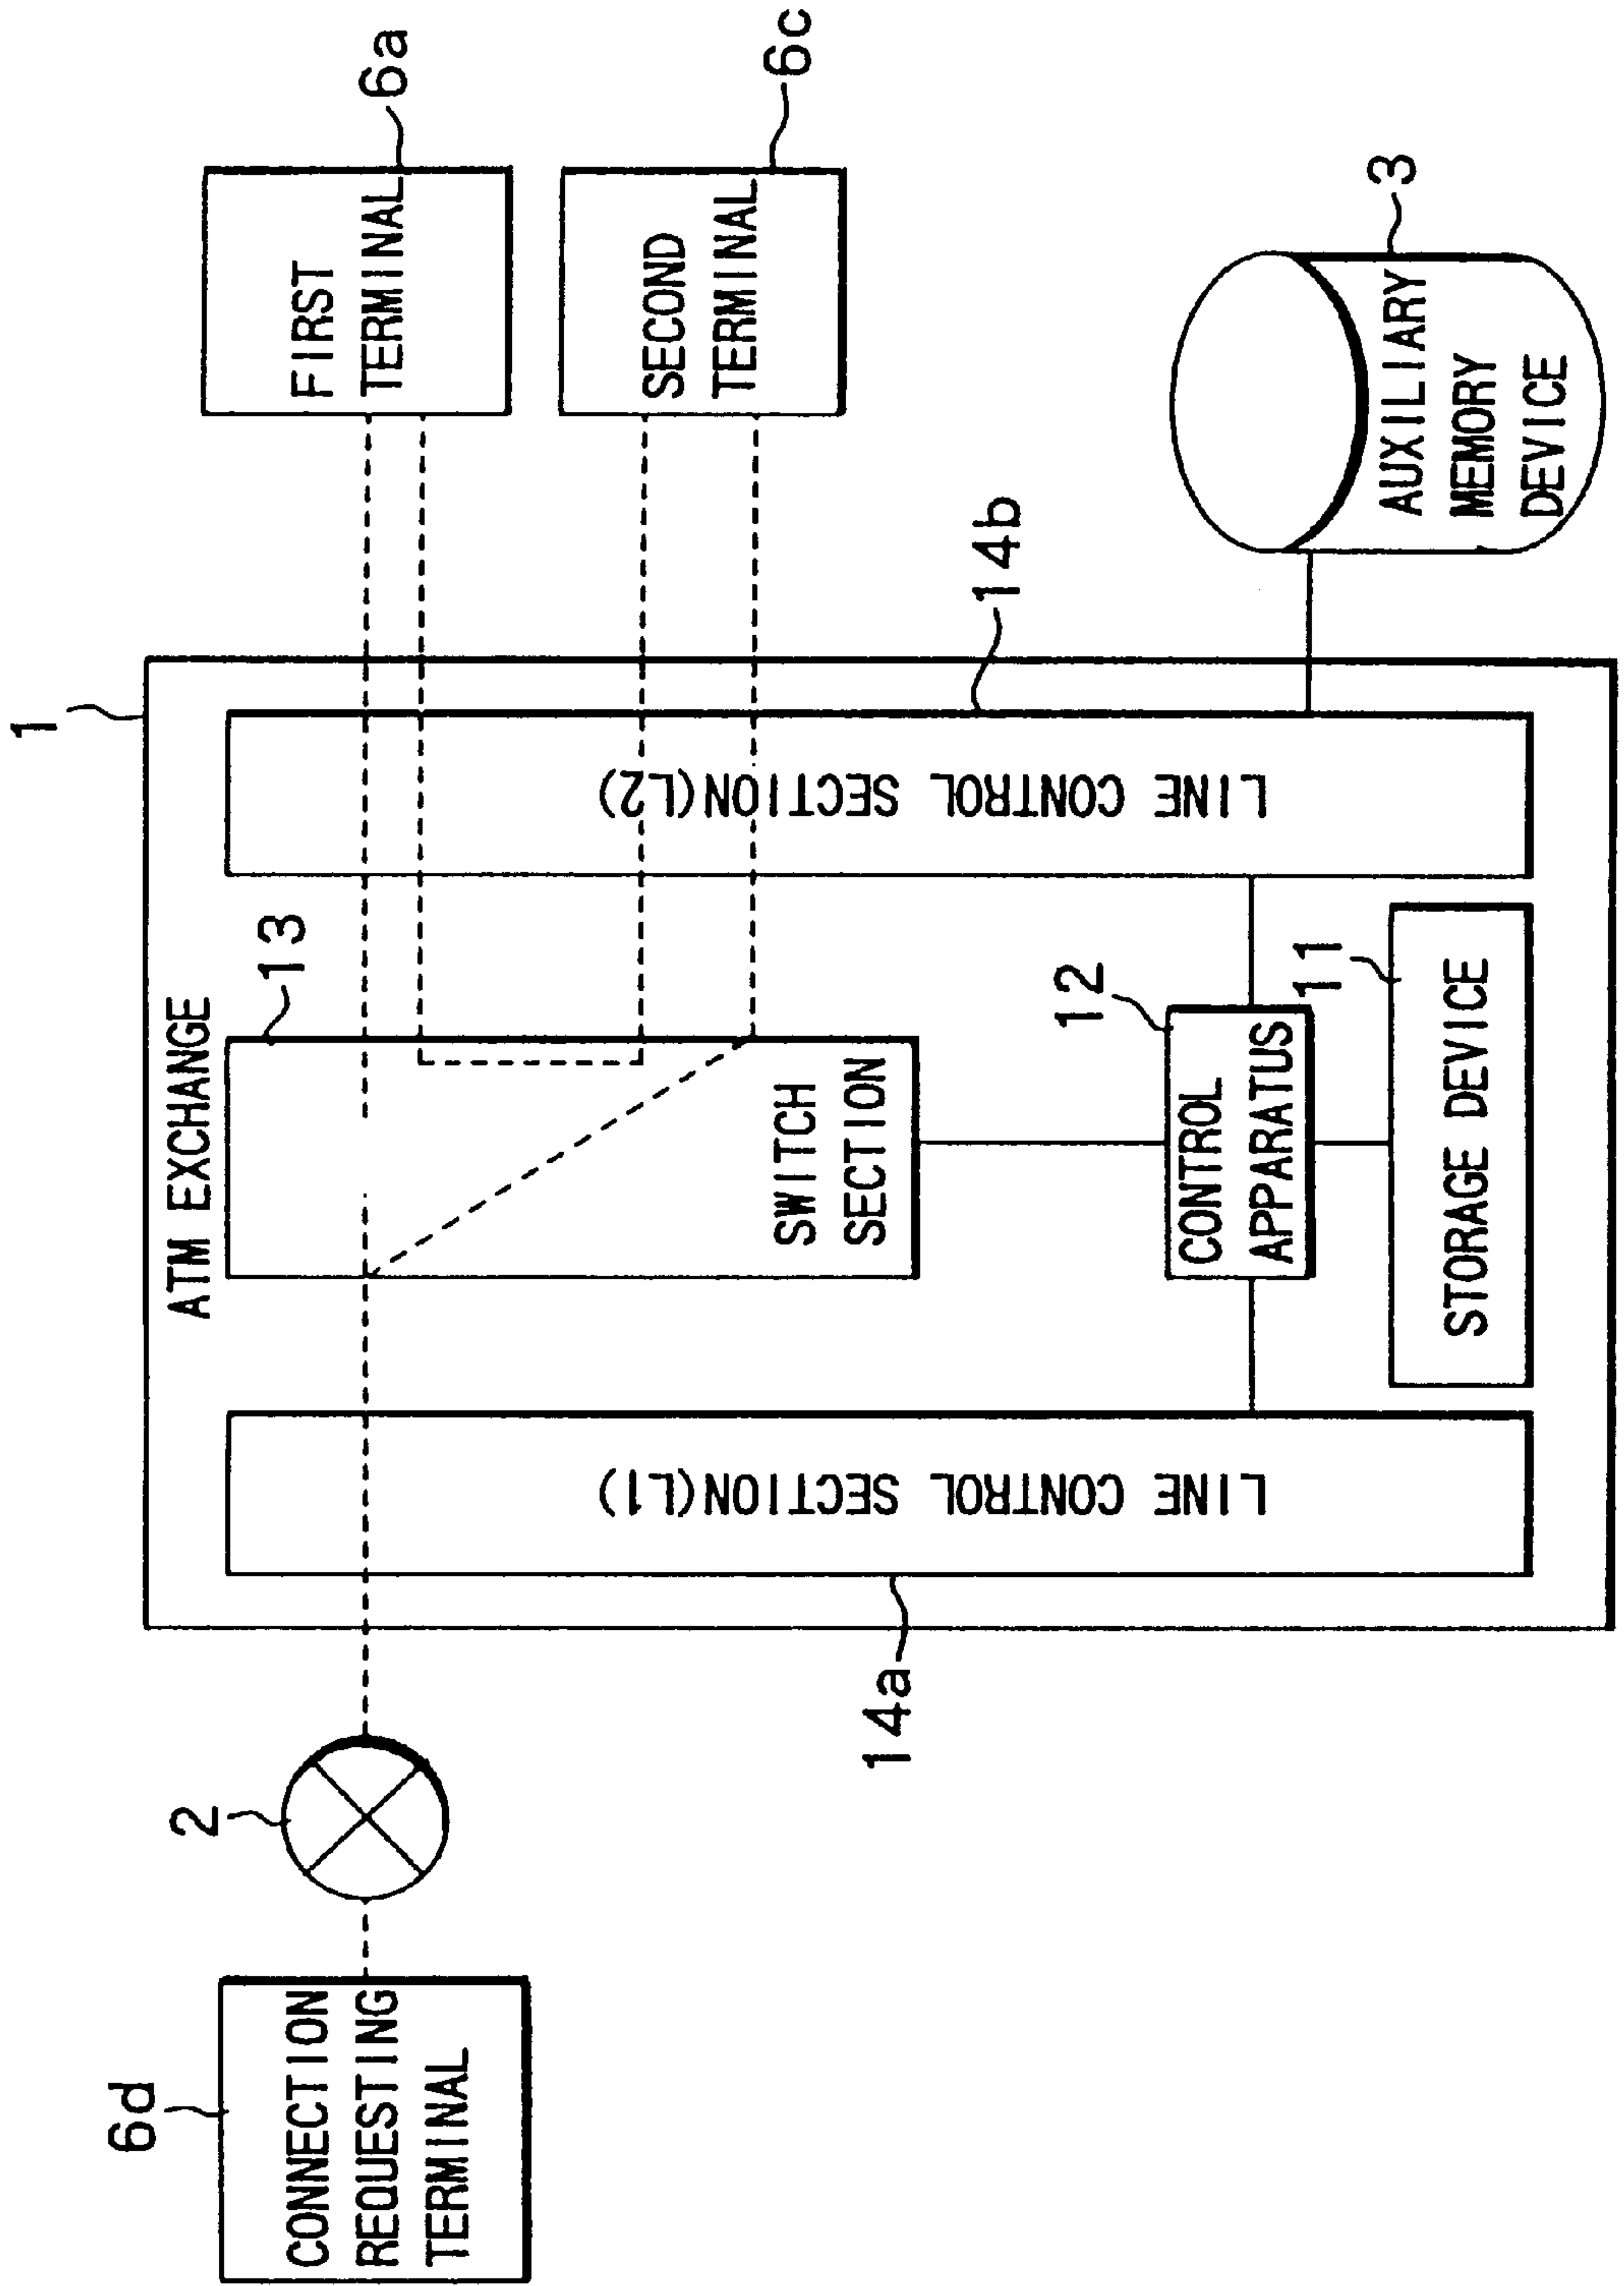 1
ATM EXCHANGE
6d
CONNECTION
REQUESTING
TERMINAL
2
14a
LINE CONTROL SECTION(L1)
13
SWITCH
SECTION
12
CONTROL
APPARATUS
11
STORAGE DEVICE
LINE CONTROL SECTION(L2)
14b
FIRST
TERMINAL
6a
SECOND
TERMINAL
6c
AUXILIARY
MEMORY
DEVICE
3